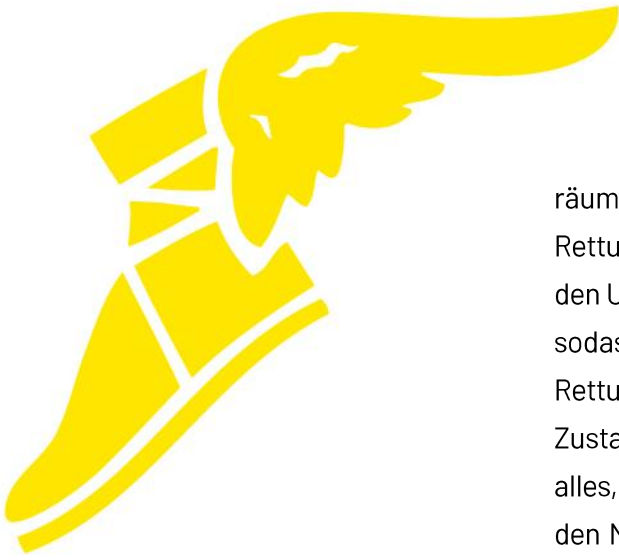 räum
Rettu
den U
sodas
Rettu
Zusta
alles,
den N